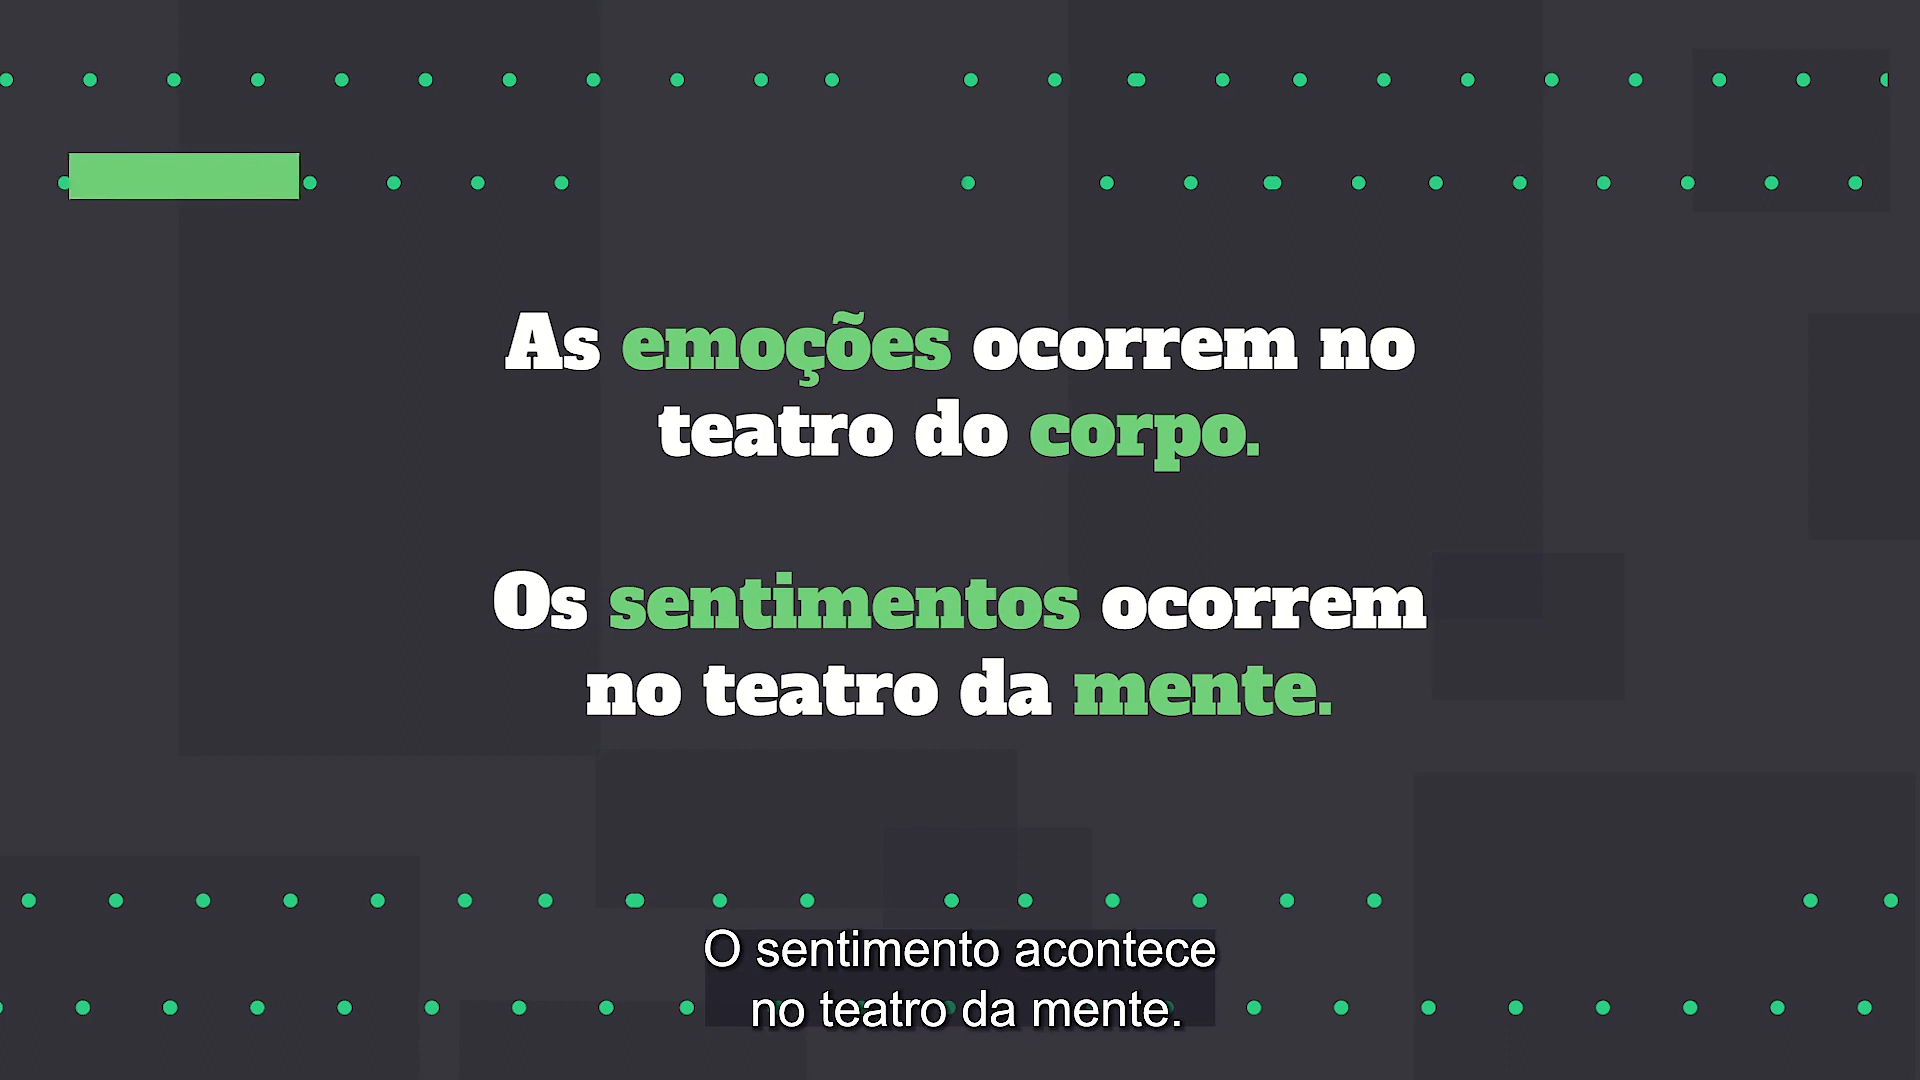 As emoções ocorrem no
teatro do corpo.
Os sentimentos ocorrem
no teatro da mente.
O sentimento acontece
no teatro da mente.